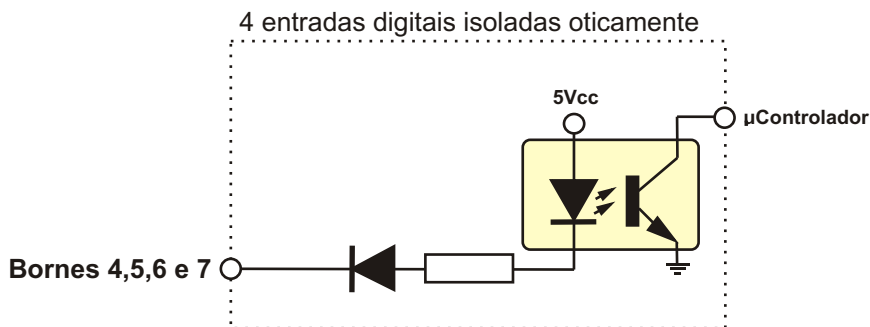 4 entradas digitais isoladas oticamente
5Vcc
µControlador
Bornes 4,5,6 e 7